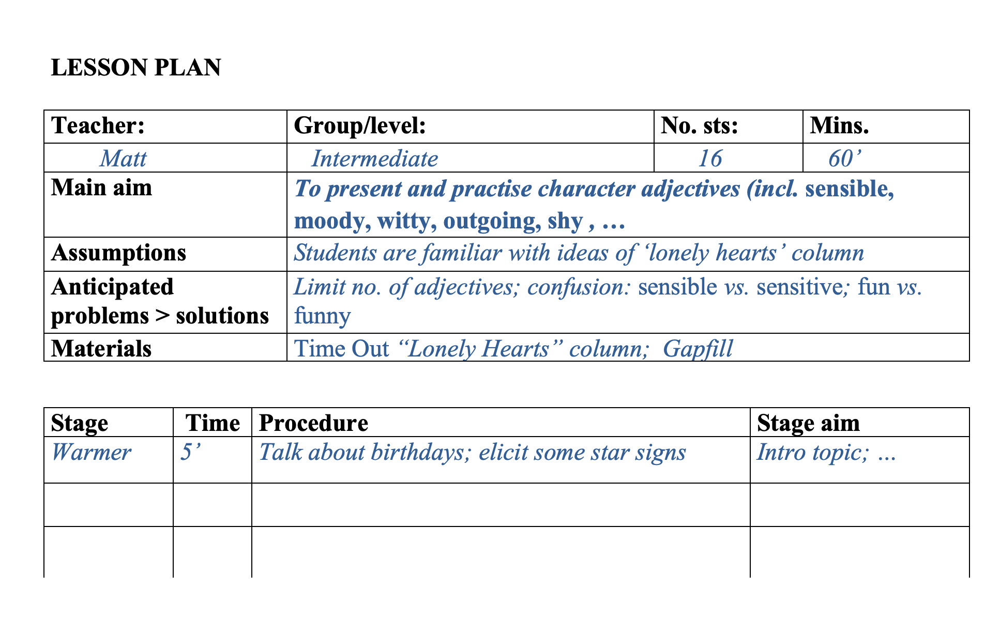 LESSON PLAN
Teacher: Group/level: No. sts: Mins.
Matt Intermediate 16 60’
Main aim To present and practise character adjectives (incl. sensible,
moody, witty, outgoing, shy , …
Assumptions Students are familiar with ideas of ‘lonely hearts’ column
Anticipated Limit no. of adjectives; confusion: sensible vs. sensitive; fun vs.
problems > solutions funny
Materials Time Out “Lonely Hearts” column; Gapfill
Stage Time Procedure Stage aim
Warmer 5’ Talk about birthdays; elicit some star signs Intro topic; …